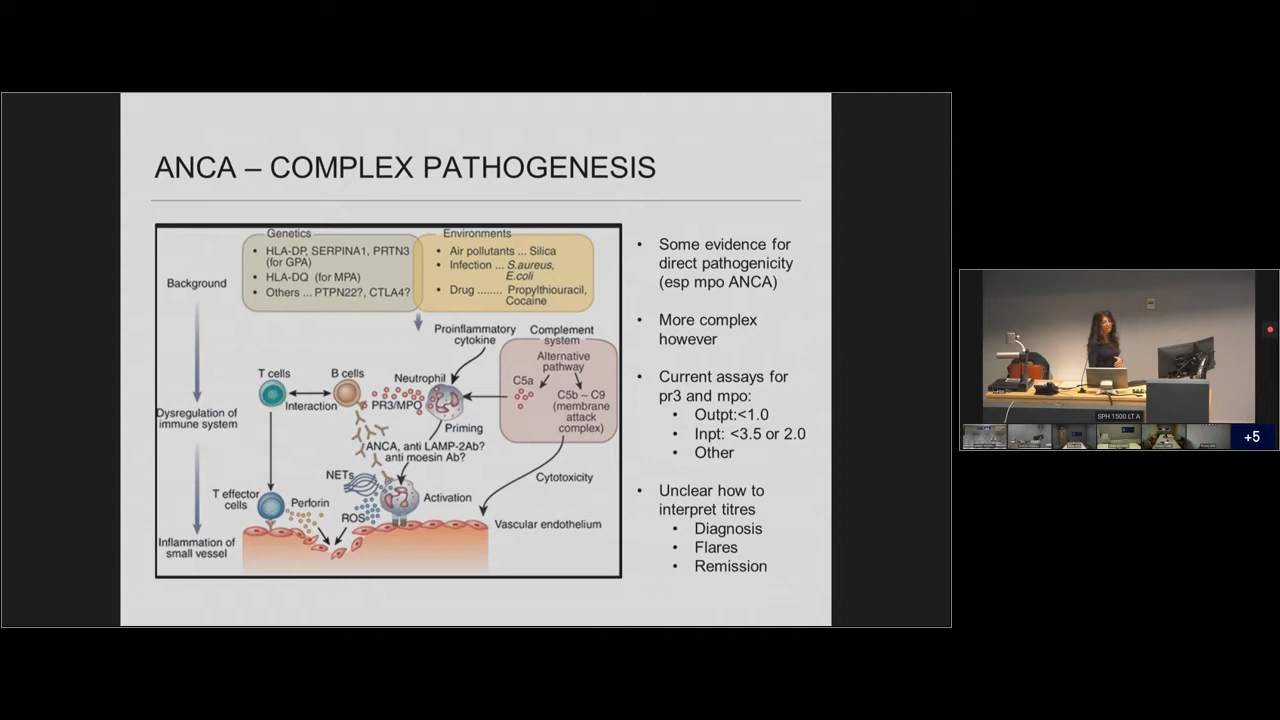 ANCA – COMPLEX PATHOGENESIS
Genetics
• HLA-DP, SERPINA1, PRTN3
(for GPA)
• HLA-DQ (for MPA)
• Others ... PTPN22?, CTLA4?
Environments
• Air pollutants ... Silica
• Infection ... S.aureus,
E.coli
• Drug ........ Propylthiouracil,
Cocaine
Background
Proinflammatory
cytokine
Complement
system
Alternative
pathway
C5a
C5b ~ C9
(membrane
attack
complex)
T cells
B cells
Neutrophil
Interaction
PR3/MPO
Dysregulation of
immune system
Priming
ANCA, anti LAMP-2Ab?
anti moesin Ab?
NETs
Cytotoxicity
T effector
cells
Perforin
Activation
ROS
Vascular endothelium
Inflammation of
small vessel
• Some evidence for
direct pathogenicity
(esp mpo ANCA)
• More complex
however
• Current assays for
pr3 and mpo:
• Outpt:<1.0
• Inpt: <3.5 or 2.0
• Other
• Unclear how to
interpret titres
• Diagnosis
• Flares
• Remission
SPH 1500 LT A
+5